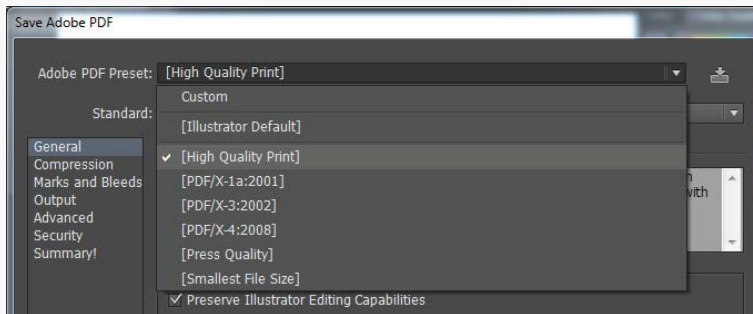 Save Adobe PDF
Adobe PDF Preset: [High Quality Print]
Custom
Standard:
[Illustrator Default]
General
[High Quality Print]
Compression
Marks and Bleeds
[PDF/X-1a:2001]
with
Output
[PDF/X-3:2002]
Advanced
[PDF/X-4:2008]
Security
Summary!
[Press Quality]
[Smallest File Size]
Preserve Illustrator Editing Capabilities